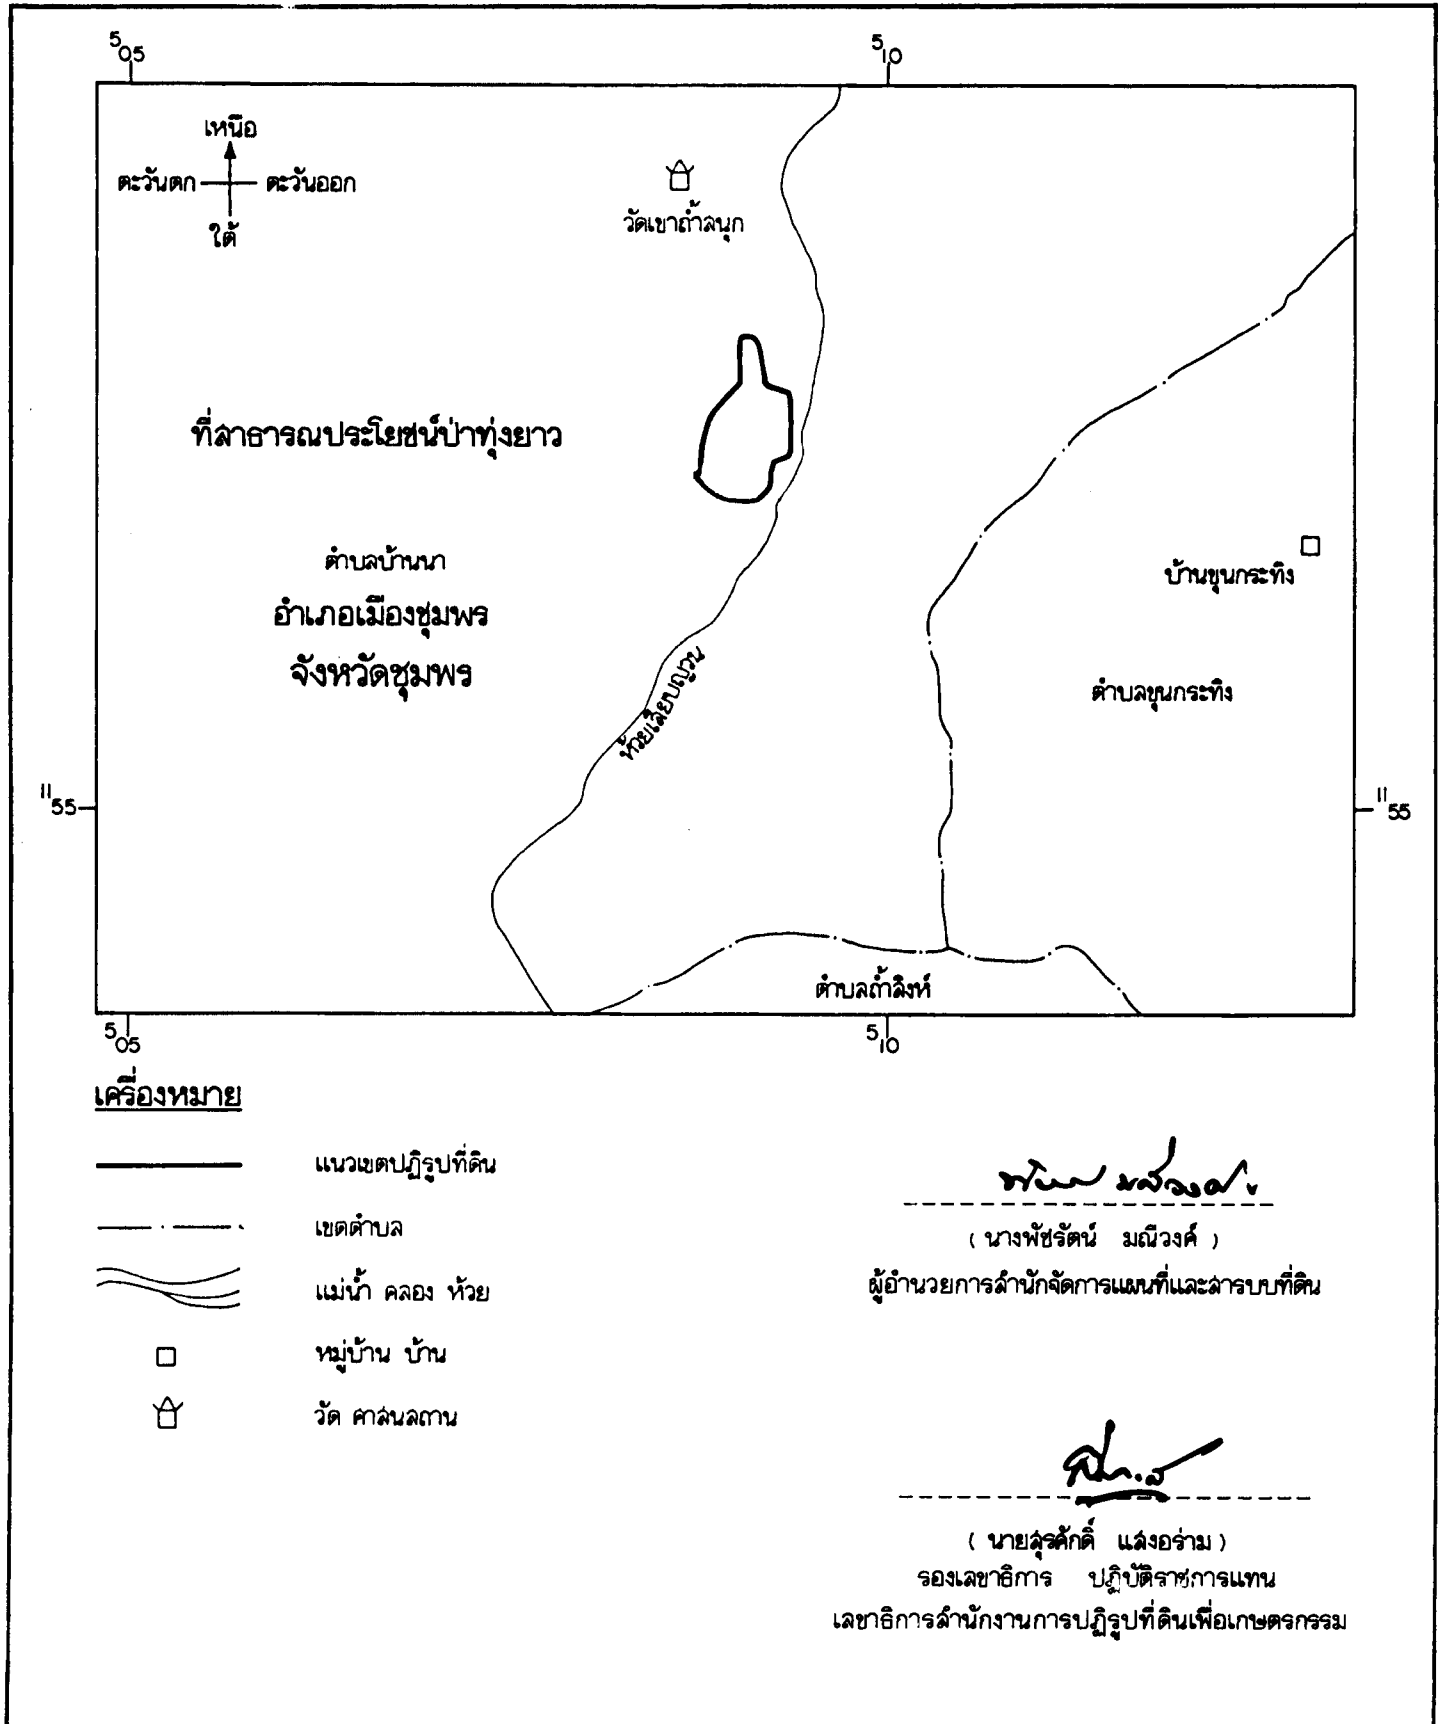 505
510
เหนือ
ตะวันตก ตะวันออก
ใต้
วัดเขาถ้ำสนุก
ที่สาธารณประโยชน์ป่าทุ่งยาว
ตำบลบ้านนา
อำเภอเมืองชุมพร
จังหวัดชุมพร
บ้านขุนกระทิง
ตำบลขุนกระทิง
ห้วยเลียบญวน
1155
1155
ตำบลถ้ำสิงห์
505
510
เครื่องหมาย
แนวเขตปฏิรูปที่ดิน
เขตตำบล
แม่น้ำ คลอง ห้วย
หมู่บ้าน บ้าน
วัด ศาสนสถาน
( นางพัชรัตน์ มณีวงศ์ )
ผู้อำนวยการสำนักจัดการแผนที่และสารบบที่ดิน
( นายสุรศักดิ์ แสงอร่าม )
รองเลขาธิการ ปฏิบัติราชการแทน
เลขาธิการสำนักงานการปฏิรูปที่ดินเพื่อเกษตรกรรม